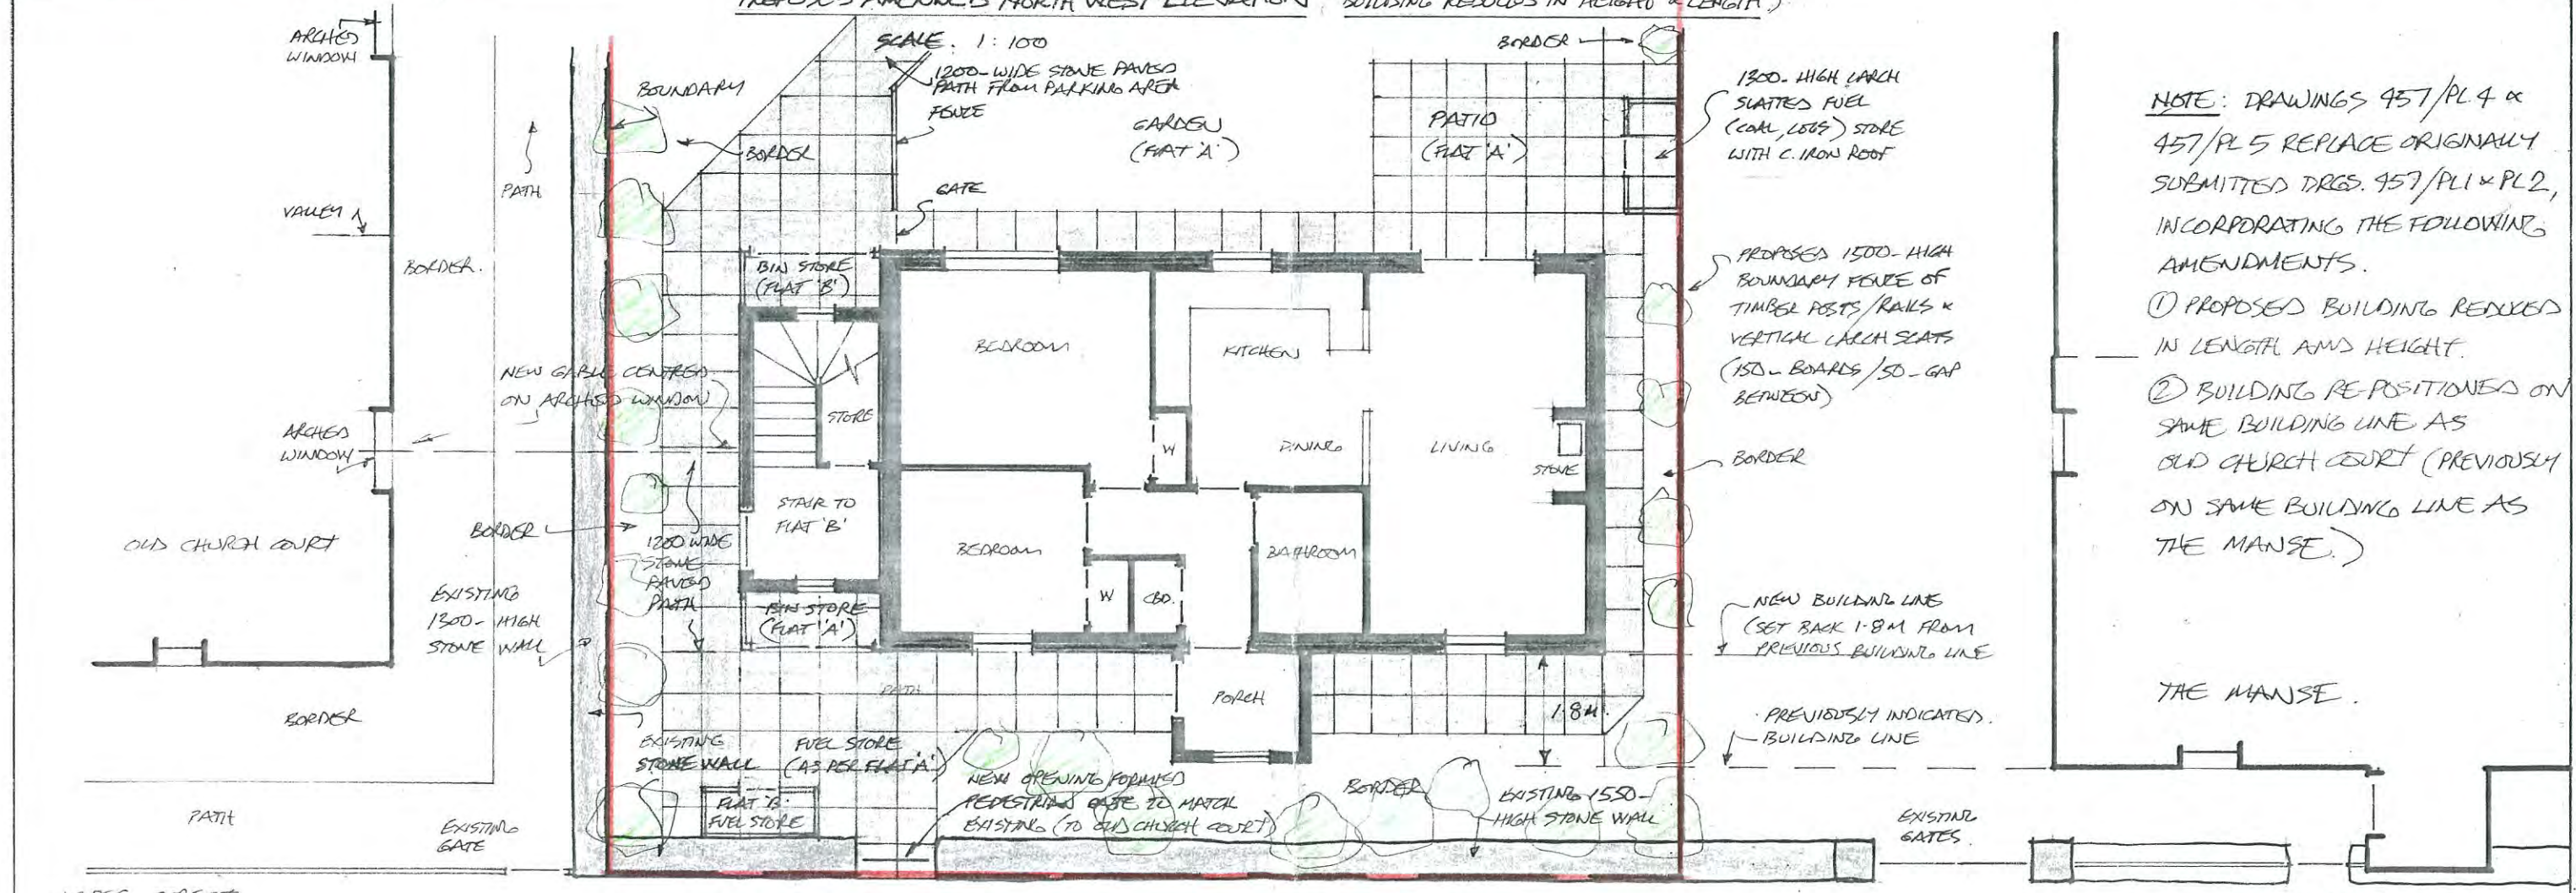 PROPOSED AMENDED NORTH WEST ELEVATION BUILDING REDUCED IN HEIGHT & LENGTH.)
SCALE. 1:100
ARCHED
WINDOW
BOUNDARY
BORDER
PATH
VALLEY
BORDER.
1200-WIDE STONE PAVED
PATH FROM PARKING AREA
FENCE
GATE
GARDEN
(FLAT 'A')
BORDER
PATIO
(FLAT 'A')
1300-HIGH LARCH
SLATTED FUEL
(COAL, LOGS) STORE
WITH C. IRON ROOF
BIN STORE
(FLAT 'B')
NEW GABLE CENTRED
ON ARCHED WINDOW
ARCHED
WINDOW
STORE
STAIR TO
FLAT 'B'
BEDROOM
KITCHEN
W
DINING
LIVING
STOVE
BEDROOM
W
CBD.
BATHROOM
PROPOSED 1500-HIGH
BOUNDARY FENCE OF
TIMBER POSTS/RAILS &
VERTICAL LARCH SLATS
(150-BOARDS/50-GAP
BETWEEN)
BORDER
OLD CHURCH COURT
BORDER
1200 WIDE
STONE
PAVED
PATH
EXISTING
1300-HIGH
STONE WALL
BIN STORE
(FLAT 'A')
PATH
PORCH
1.8M.
NEW BUILDING LINE
(SET BACK 1.8M FROM
PREVIOUS BUILDING LINE
PREVIOUSLY INDICATED.
BUILDING LINE
BORDER
EXISTING
STONE WALL
FUEL STORE
(AS PER FLAT 'A')
FLAT 'B'
FUEL STORE
NEW OPENING FORMED
PEDESTRIAN GATE TO MATCH
EXISTING (TO OLD CHURCH COURT)
BORDER
EXISTING 1550-
HIGH STONE WALL
PATH
EXISTING
GATE
EXISTING
GATES.
THE MANSE.
NOTE: DRAWINGS 457/PL 4 &
457/PL 5 REPLACE ORIGINALLY
SUBMITTED DRGS. 457/PL1 & PL2,
INCORPORATING THE FOLLOWING
AMENDMENTS.
① PROPOSED BUILDING REDUCED
IN LENGTH AND HEIGHT.
② BUILDING RE-POSITIONED ON
SAME BUILDING LINE AS
OLD CHURCH COURT (PREVIOUSLY
ON SAME BUILDING LINE AS
THE MANSE.)